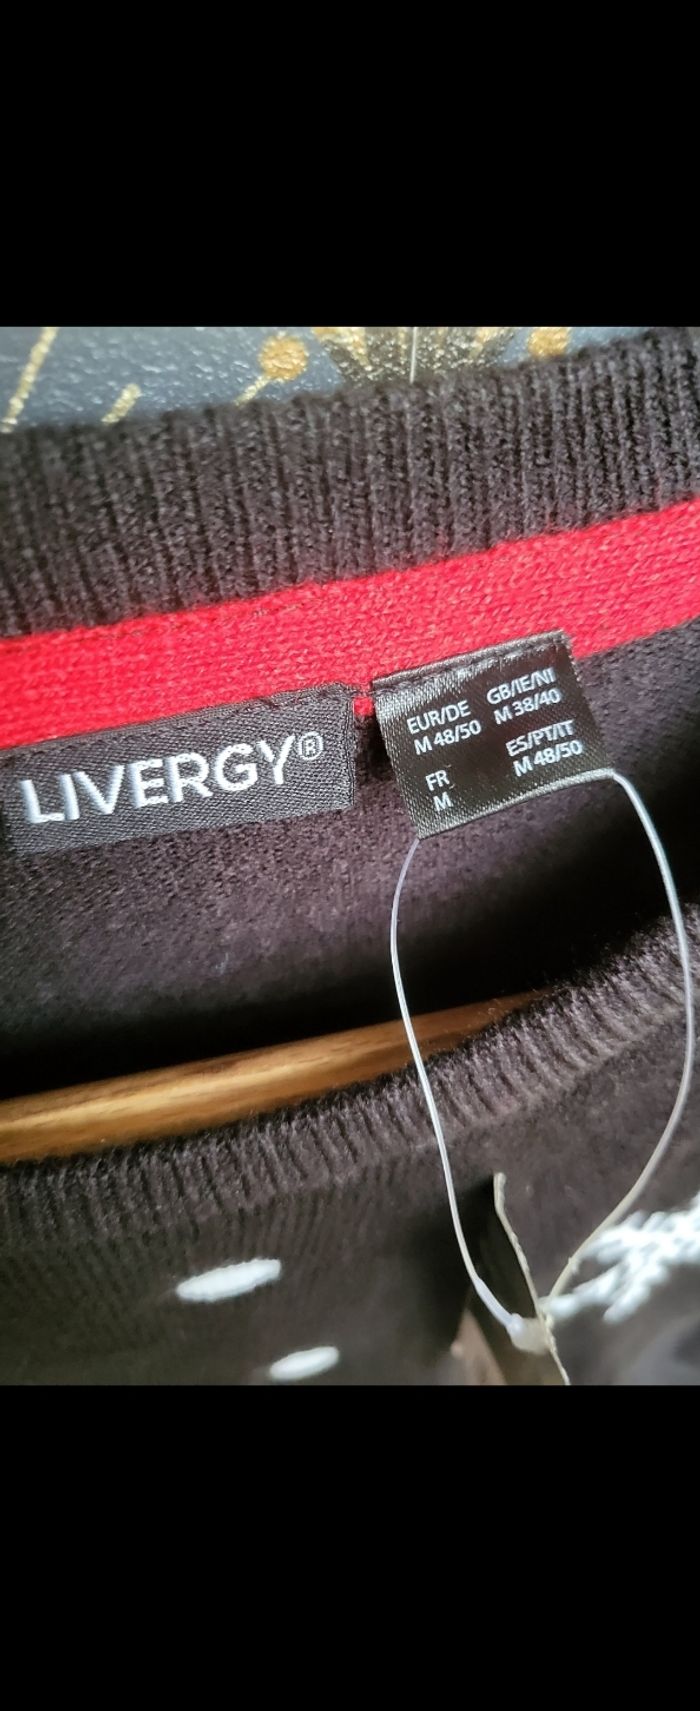 LIVERGY®
EUR/DE
M 48/50
GB/IE/NI
M 38/40
FR
M
ES/PT/IT
M 48/50